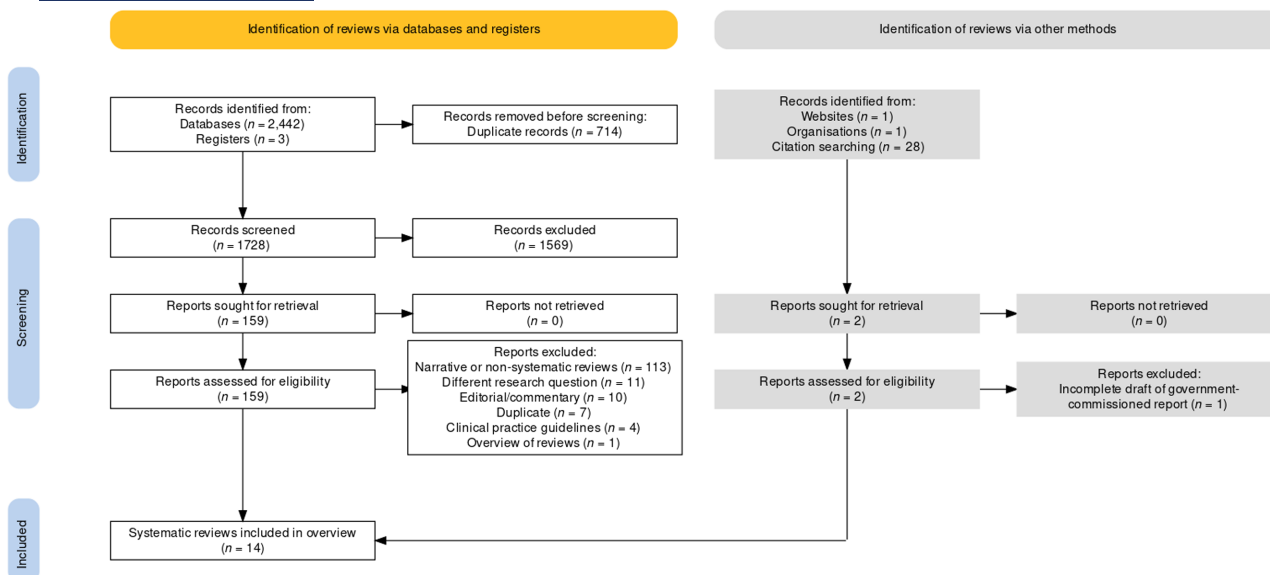 Identification of reviews via databases and registers
Identification of reviews via other methods
Identification
Records identified from:
Databases (n = 2,442)
Registers (n = 3)
Records removed before screening:
Duplicate records (n = 714)
Records identified from:
Websites (n = 1)
Organisations (n = 1)
Citation searching (n = 28)
Screening
Records screened
(n = 1728)
Records excluded
(n = 1569)
Reports sought for retrieval
(n = 159)
Reports not retrieved
(n = 0)
Reports sought for retrieval
(n = 2)
Reports not retrieved
(n = 0)
Reports assessed for eligibility
(n = 159)
Reports excluded:
Narrative or non-systematic reviews (n = 113)
Different research question (n = 11)
Editorial/commentary (n = 10)
Duplicate (n = 7)
Clinical practice guidelines (n = 4)
Overview of reviews (n = 1)
Reports assessed for eligibility
(n = 2)
Reports excluded:
Incomplete draft of government-
commissioned report (n = 1)
Included
Systematic reviews included in overview
(n = 14)